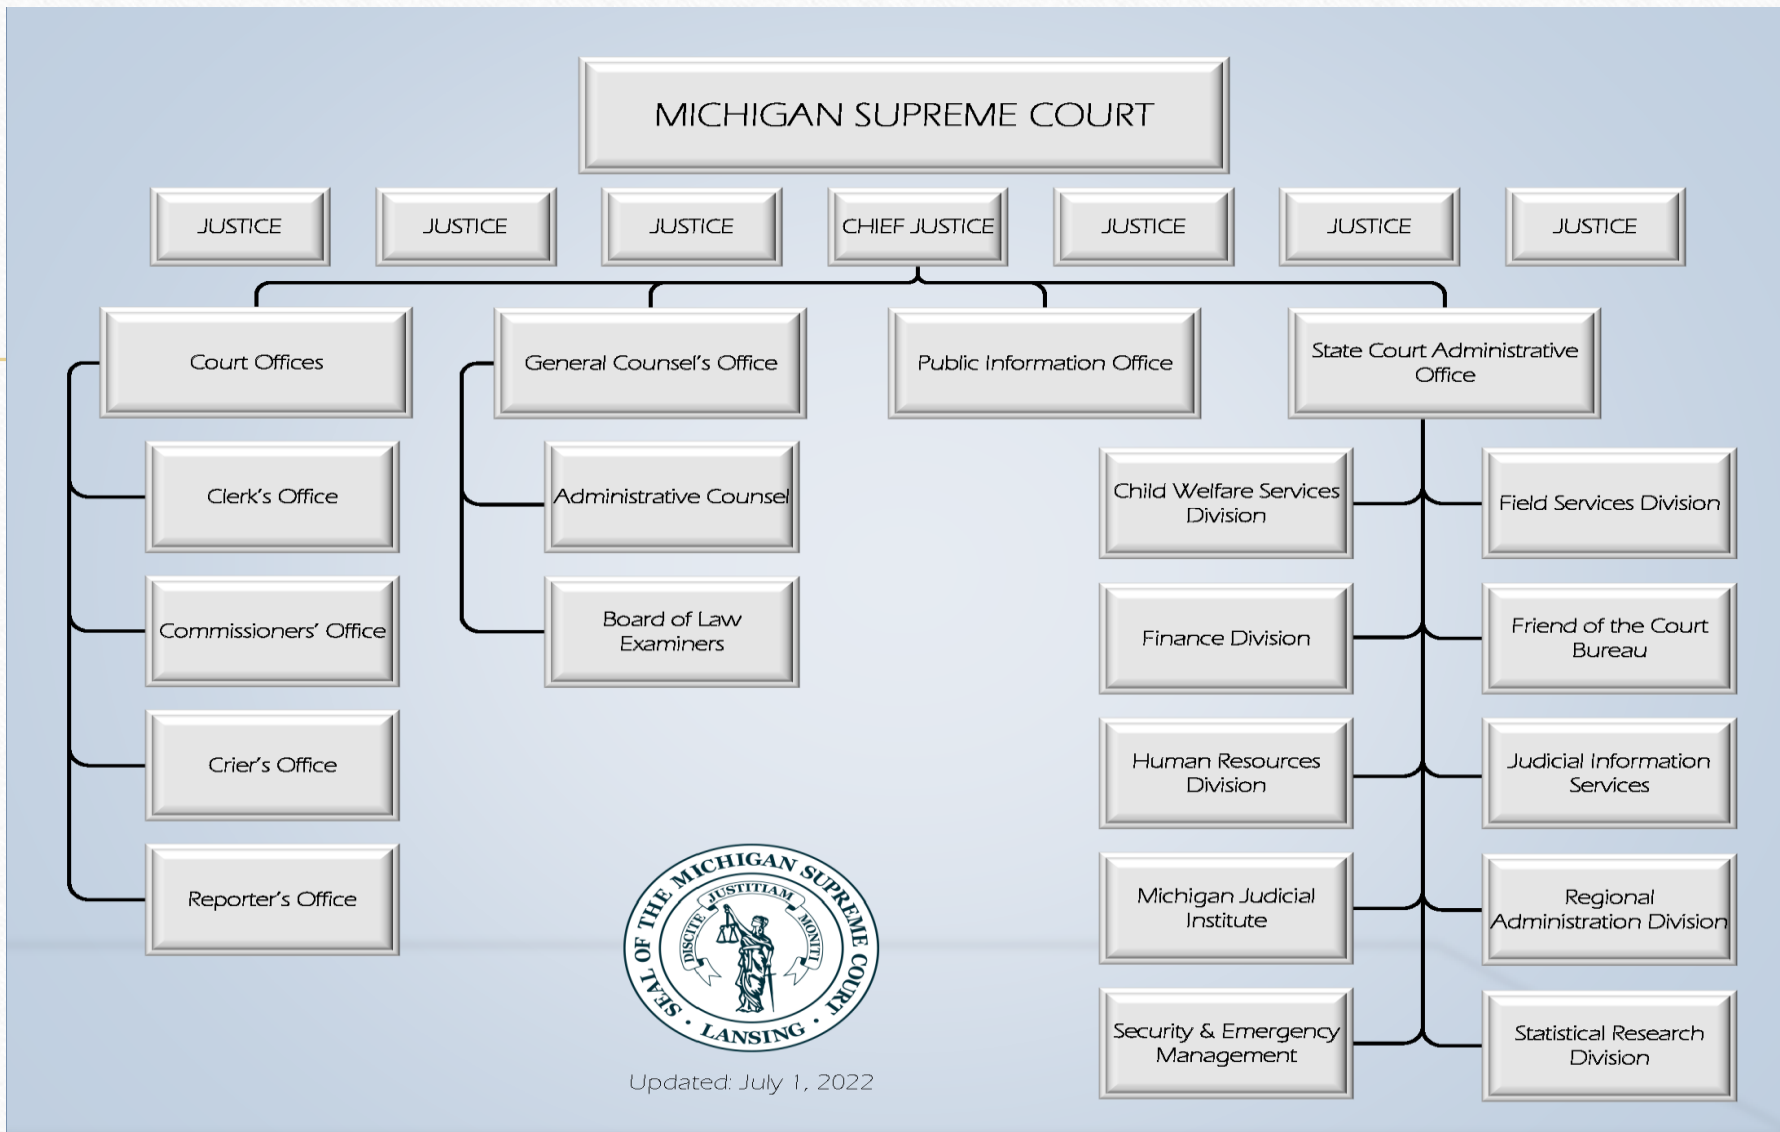 MICHIGAN SUPREME COURT
JUSTICE
JUSTICE
JUSTICE
CHIEF JUSTICE
JUSTICE
JUSTICE
JUSTICE
Court Offices
General Counsel's Office
Public Information Office
State Court Administrative
Office
Clerk's Office
Commissioners' Office
Crier's Office
Reporter's Office
Administrative Counsel
Board of Law
Examiners
Child Welfare Services
Division
Finance Division
Human Resources
Division
Michigan Judicial
Institute
Security & Emergency
Management
Field Services Division
Friend of the Court
Bureau
Judicial Information
Services
Regional
Administration Division
Statistical Research
Division
SEAL OF THE MICHIGAN SUPREME COURT
· LANSING ·
DISCITE JUSTITIAM MONITI
Updated: July 1, 2022